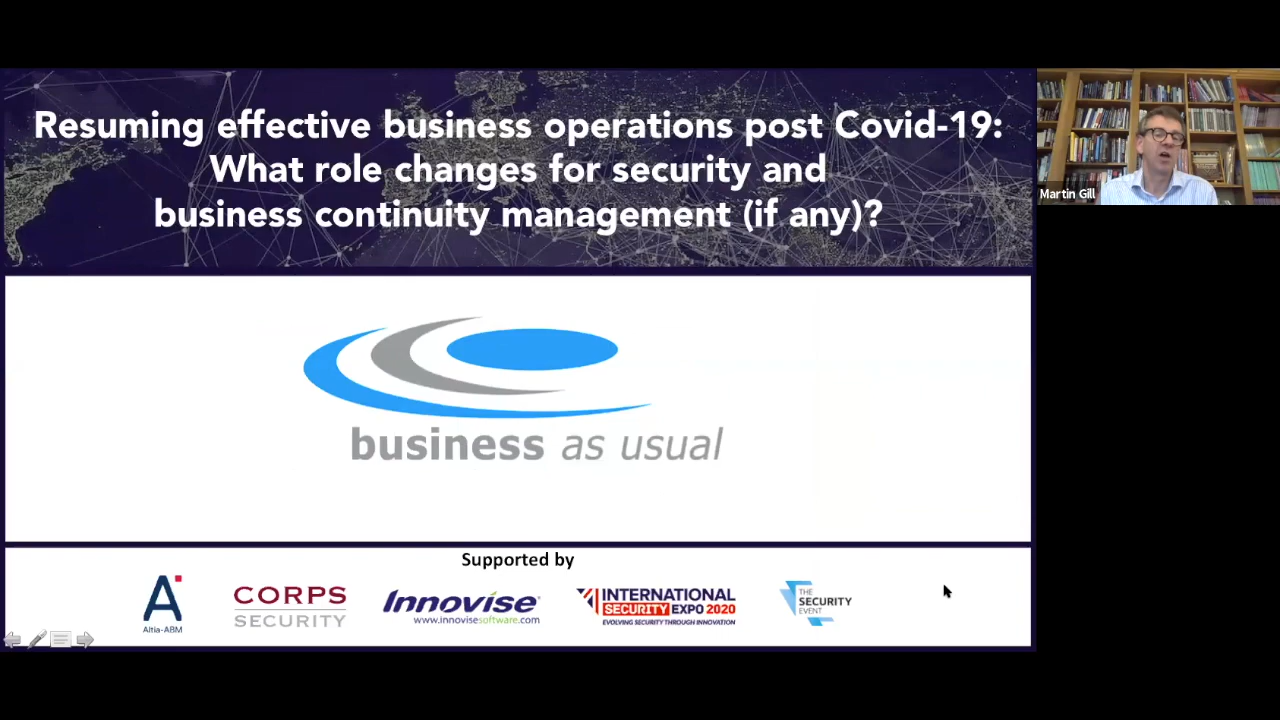 Resuming effective business operations post Covid-19:
What role changes for security and
business continuity management (if any)?
Martin Gill
business as usual
Supported by
Altia-ABM
CORPS
SECURITY
Innovise
www.innovisesoftware.com
INTERNATIONAL
SECURITY EXPO 2020
EVOLVING SECURITY THROUGH INNOVATION
THE
SECURITY
EVENT